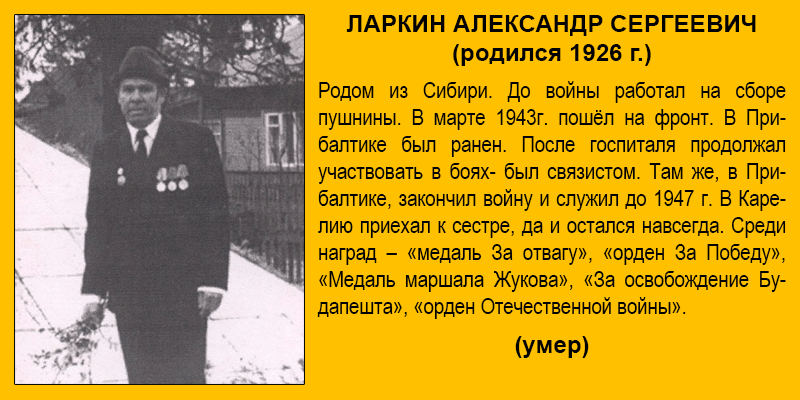 ЛАРКИН АЛЕКСАНДР СЕРГЕЕВИЧ
(родился 1926 г.)
Родом из Сибири. До войны работал на сборе
пушнины. В марте 1943г. пошёл на фронт. В При-
балтике был ранен. После госпиталя продолжал
участвовать в боях- был связистом. Там же, в При-
балтике, закончил войну и служил до 1947 г. В Каре-
лию приехал к сестре, да и остался навсегда. Среди
наград – «медаль За отвагу», «орден За Победу»,
«Медаль маршала Жукова», «За освобождение Бу-
дапешта», «орден Отечественной войны».
(умер)